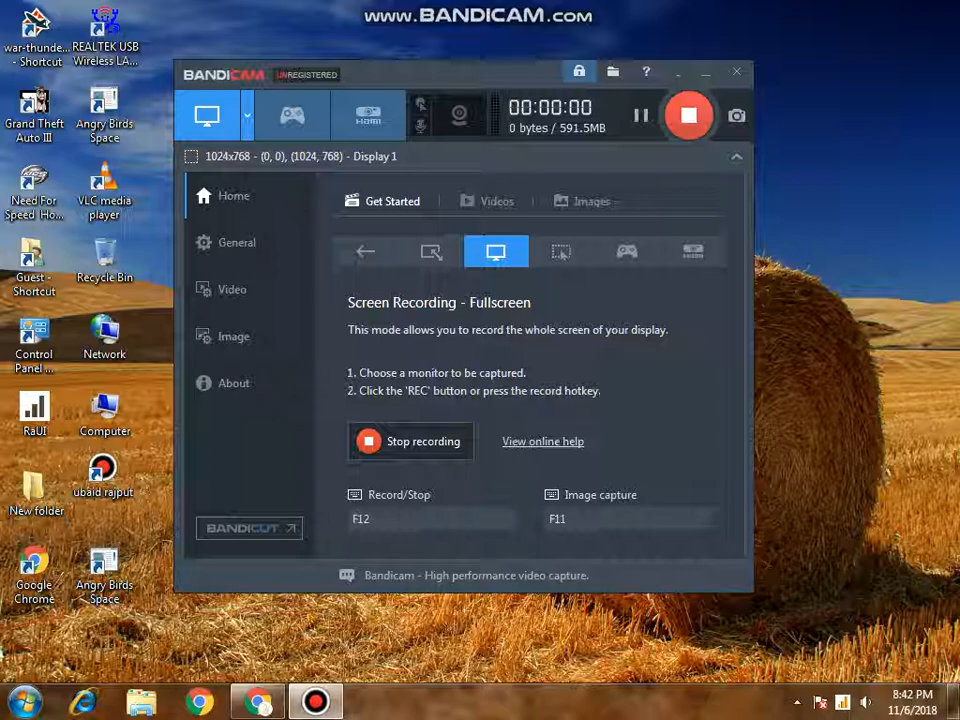 www.BANDICAM.com
war-thunde...
- Shortcut
REALTEK USB
Wireless LA...
Grand Theft
Auto III
Angry Birds
Space
Need For
Speed Ho...
VLC media
player
Guest -
Shortcut
Recycle Bin
Control
Panel ...
Network
RaUI
Computer
New folder
ubaid rajput
Google
Chrome
Angry Birds
Space
BANDICAM UNREGISTERED
?
HDMI
00:00:00
0 bytes / 591.5MB
1024x768 - (0, 0), (1024, 768) - Display 1
Home
General
Video
Image
About
BANDICUT
Get Started
Videos
Images
HDMI
Screen Recording - Fullscreen
This mode allows you to record the whole screen of your display.
1. Choose a monitor to be captured.
2. Click the 'REC' button or press the record hotkey.
Stop recording
View online help
Record/Stop
Image capture
F12
F11
Bandicam - High performance video capture.
8:42 PM
11/6/2018